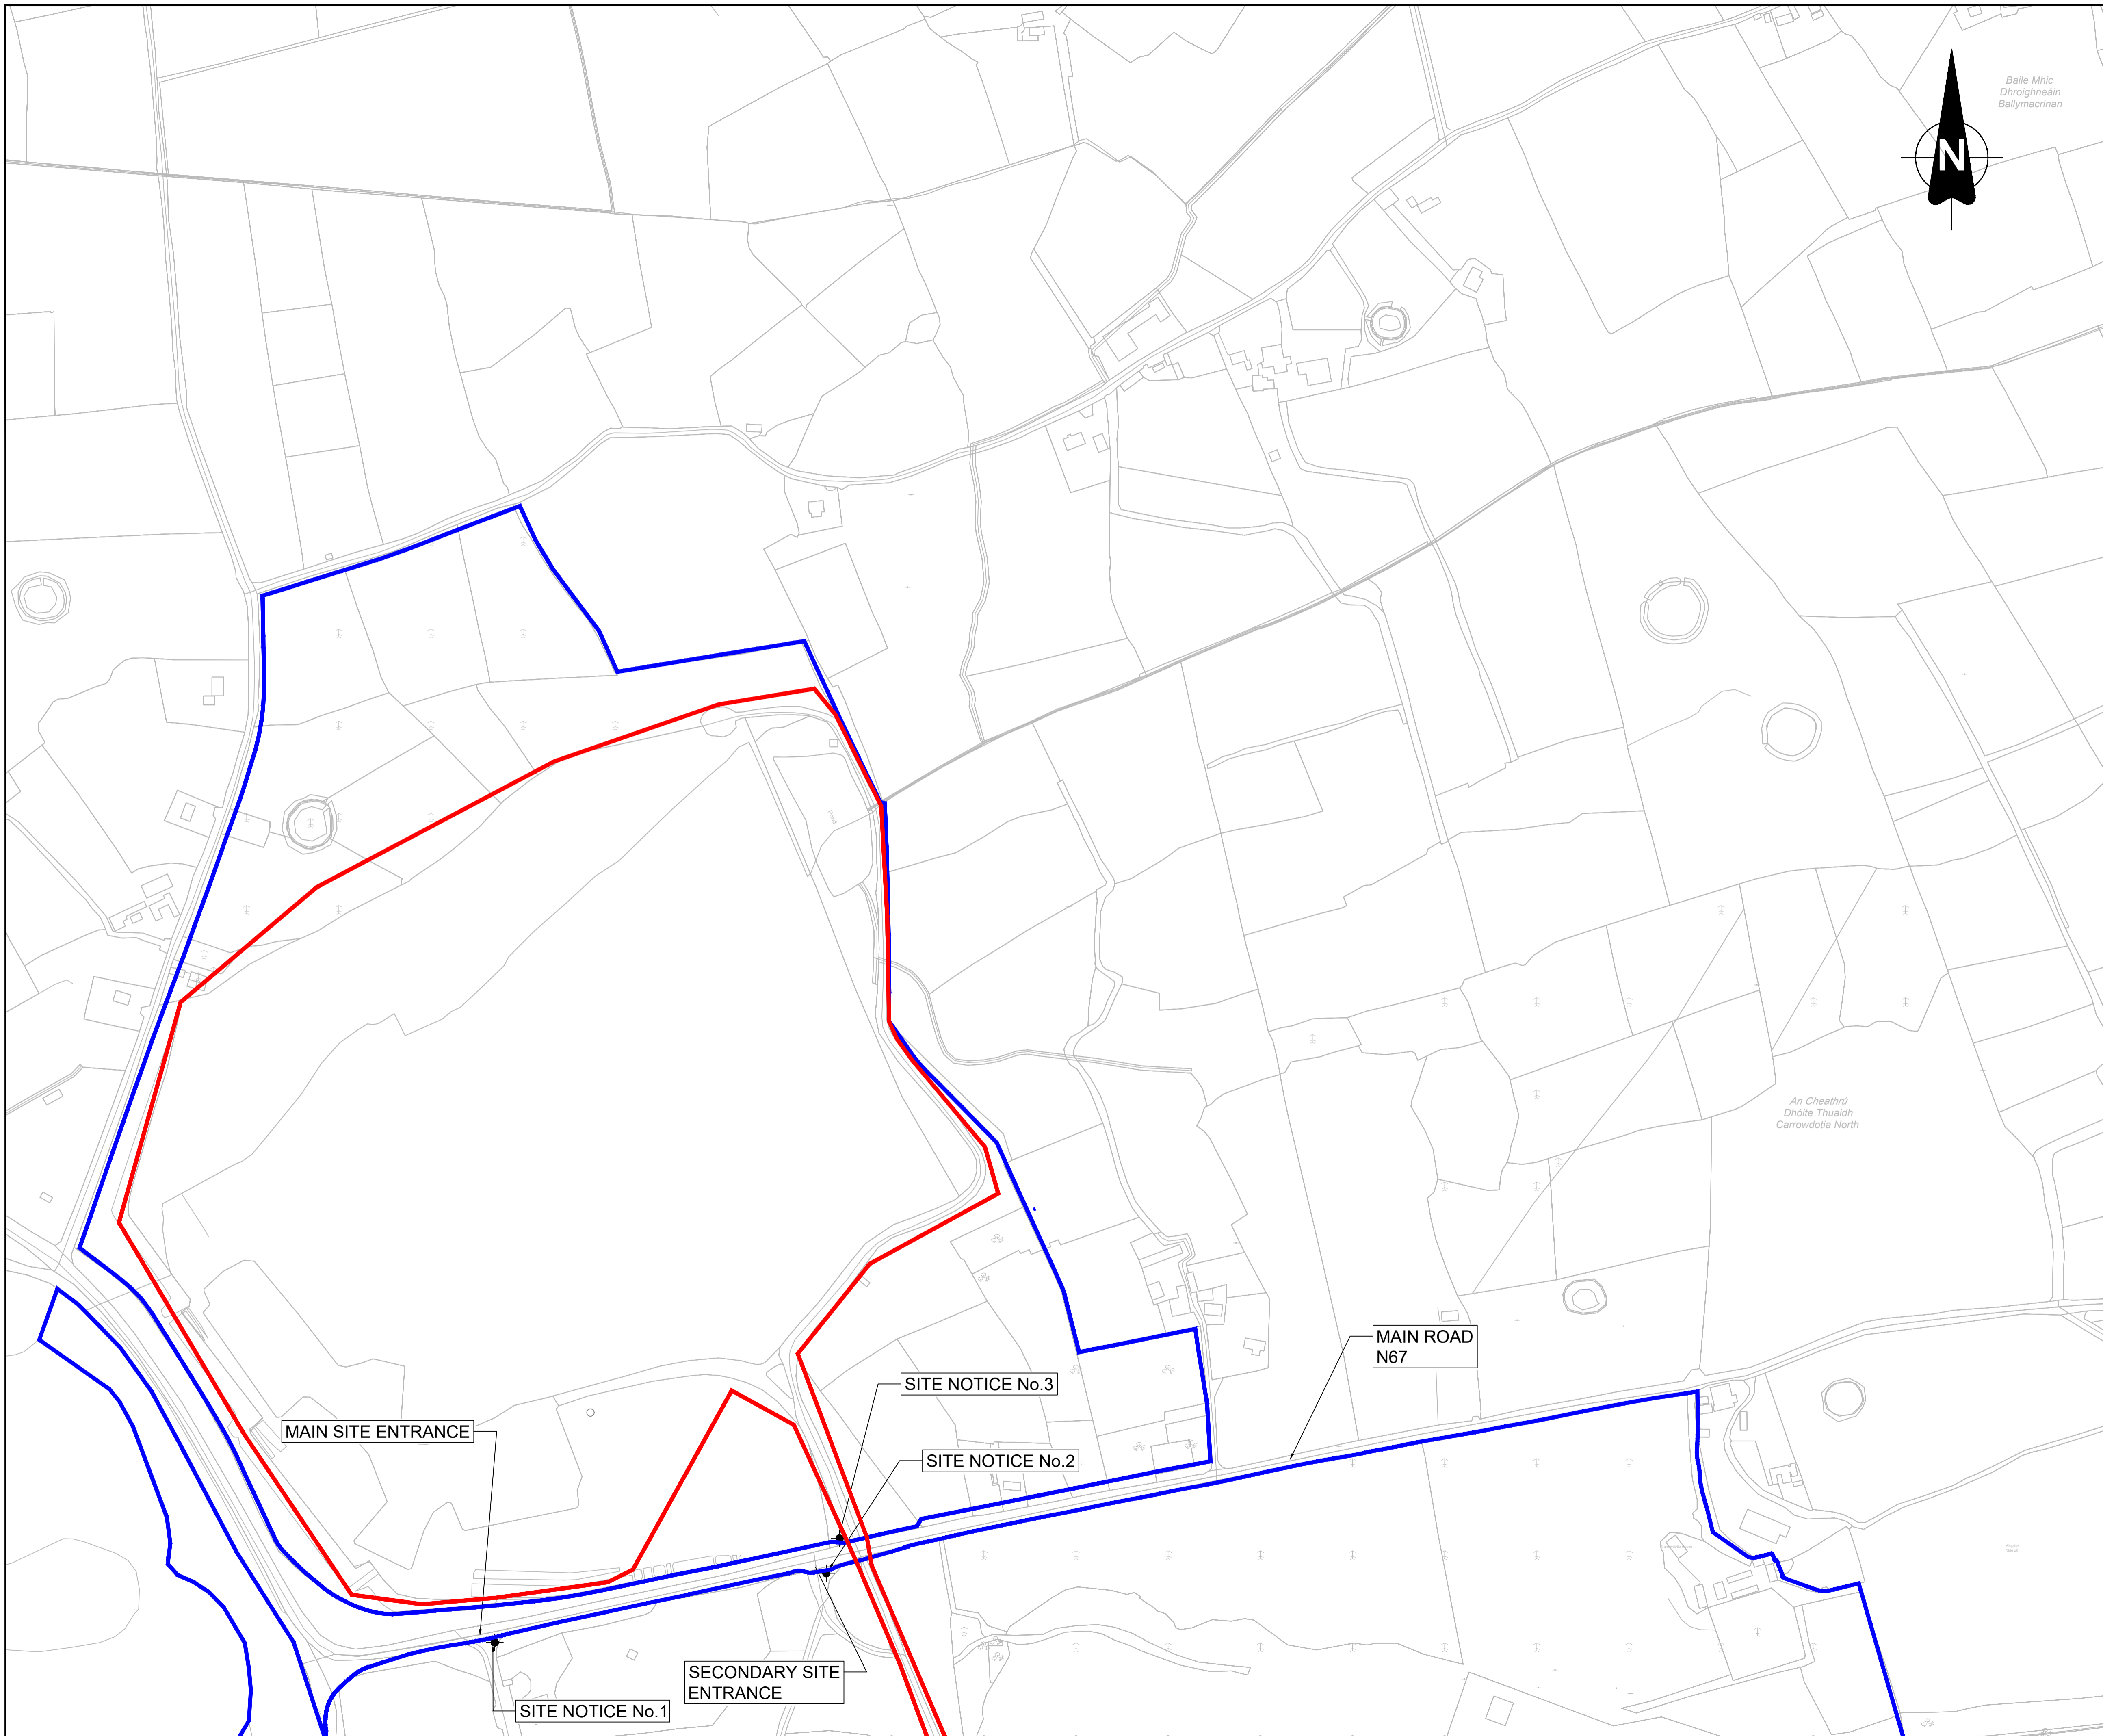 Baile Mhic
Dhroighneáin
Ballymacrinan
N
Pond
An Cheathrú
Dhóite Thuaidh
Carrowdotia North
MAIN ROAD
N67
SITE NOTICE No.3
MAIN SITE ENTRANCE
SITE NOTICE No.2
SECONDARY SITE
ENTRANCE
SITE NOTICE No.1